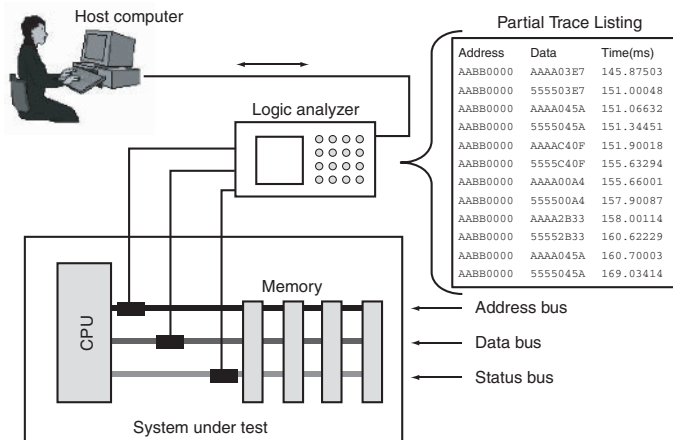 Host computer
Logic analyzer
Partial Trace Listing
Address Data Time(ms)
AABB0000 AAAA03E7 145.87503
AABB0000 555503E7 151.00048
AABB0000 AAAA045A 151.06632
AABB0000 5555045A 151.34451
AABB0000 AAAAC40F 151.90018
AABB0000 5555C40F 155.63294
AABB0000 AAAA00A4 155.66001
AABB0000 555500A4 157.90087
AABB0000 AAAA2B33 158.00114
AABB0000 55552B33 160.62229
AABB0000 AAAA045A 160.70003
AABB0000 5555045A 169.03414
CPU
Memory
Address bus
Data bus
Status bus
System under test